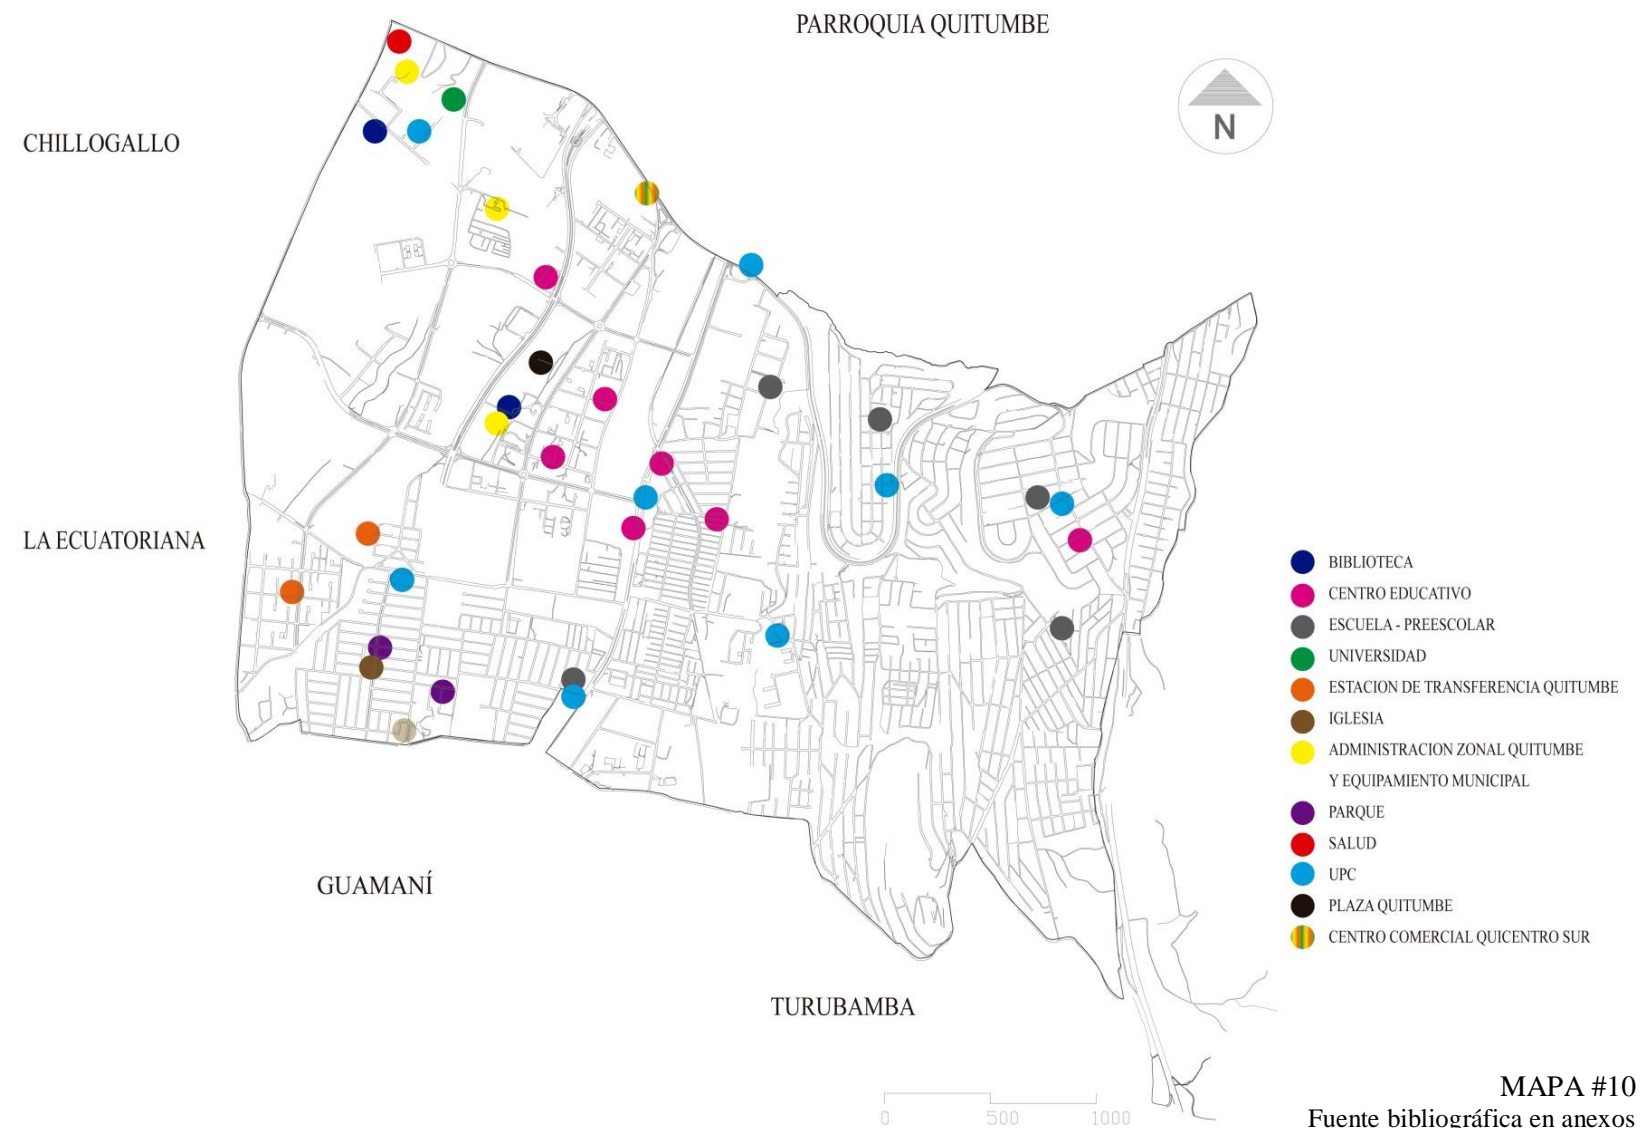 PARROQUIA QUITUMBE
N
CHILLOGALLO
LA ECUATORIANA
BIBLIOTECA
CENTRO EDUCATIVO
ESCUELA - PREESCOLAR
UNIVERSIDAD
ESTACION DE TRANSFERENCIA QUITUMBE
IGLESIA
ADMINISTRACION ZONAL QUITUMBE
Y EQUIPAMIENTO MUNICIPAL
PARQUE
SALUD
UPC
PLAZA QUITUMBE
CENTRO COMERCIAL QUICENTRO SUR
GUAMANÍ
TURUBAMBA
0 500 1000
MAPA #10
Fuente bibliográfica en anexos